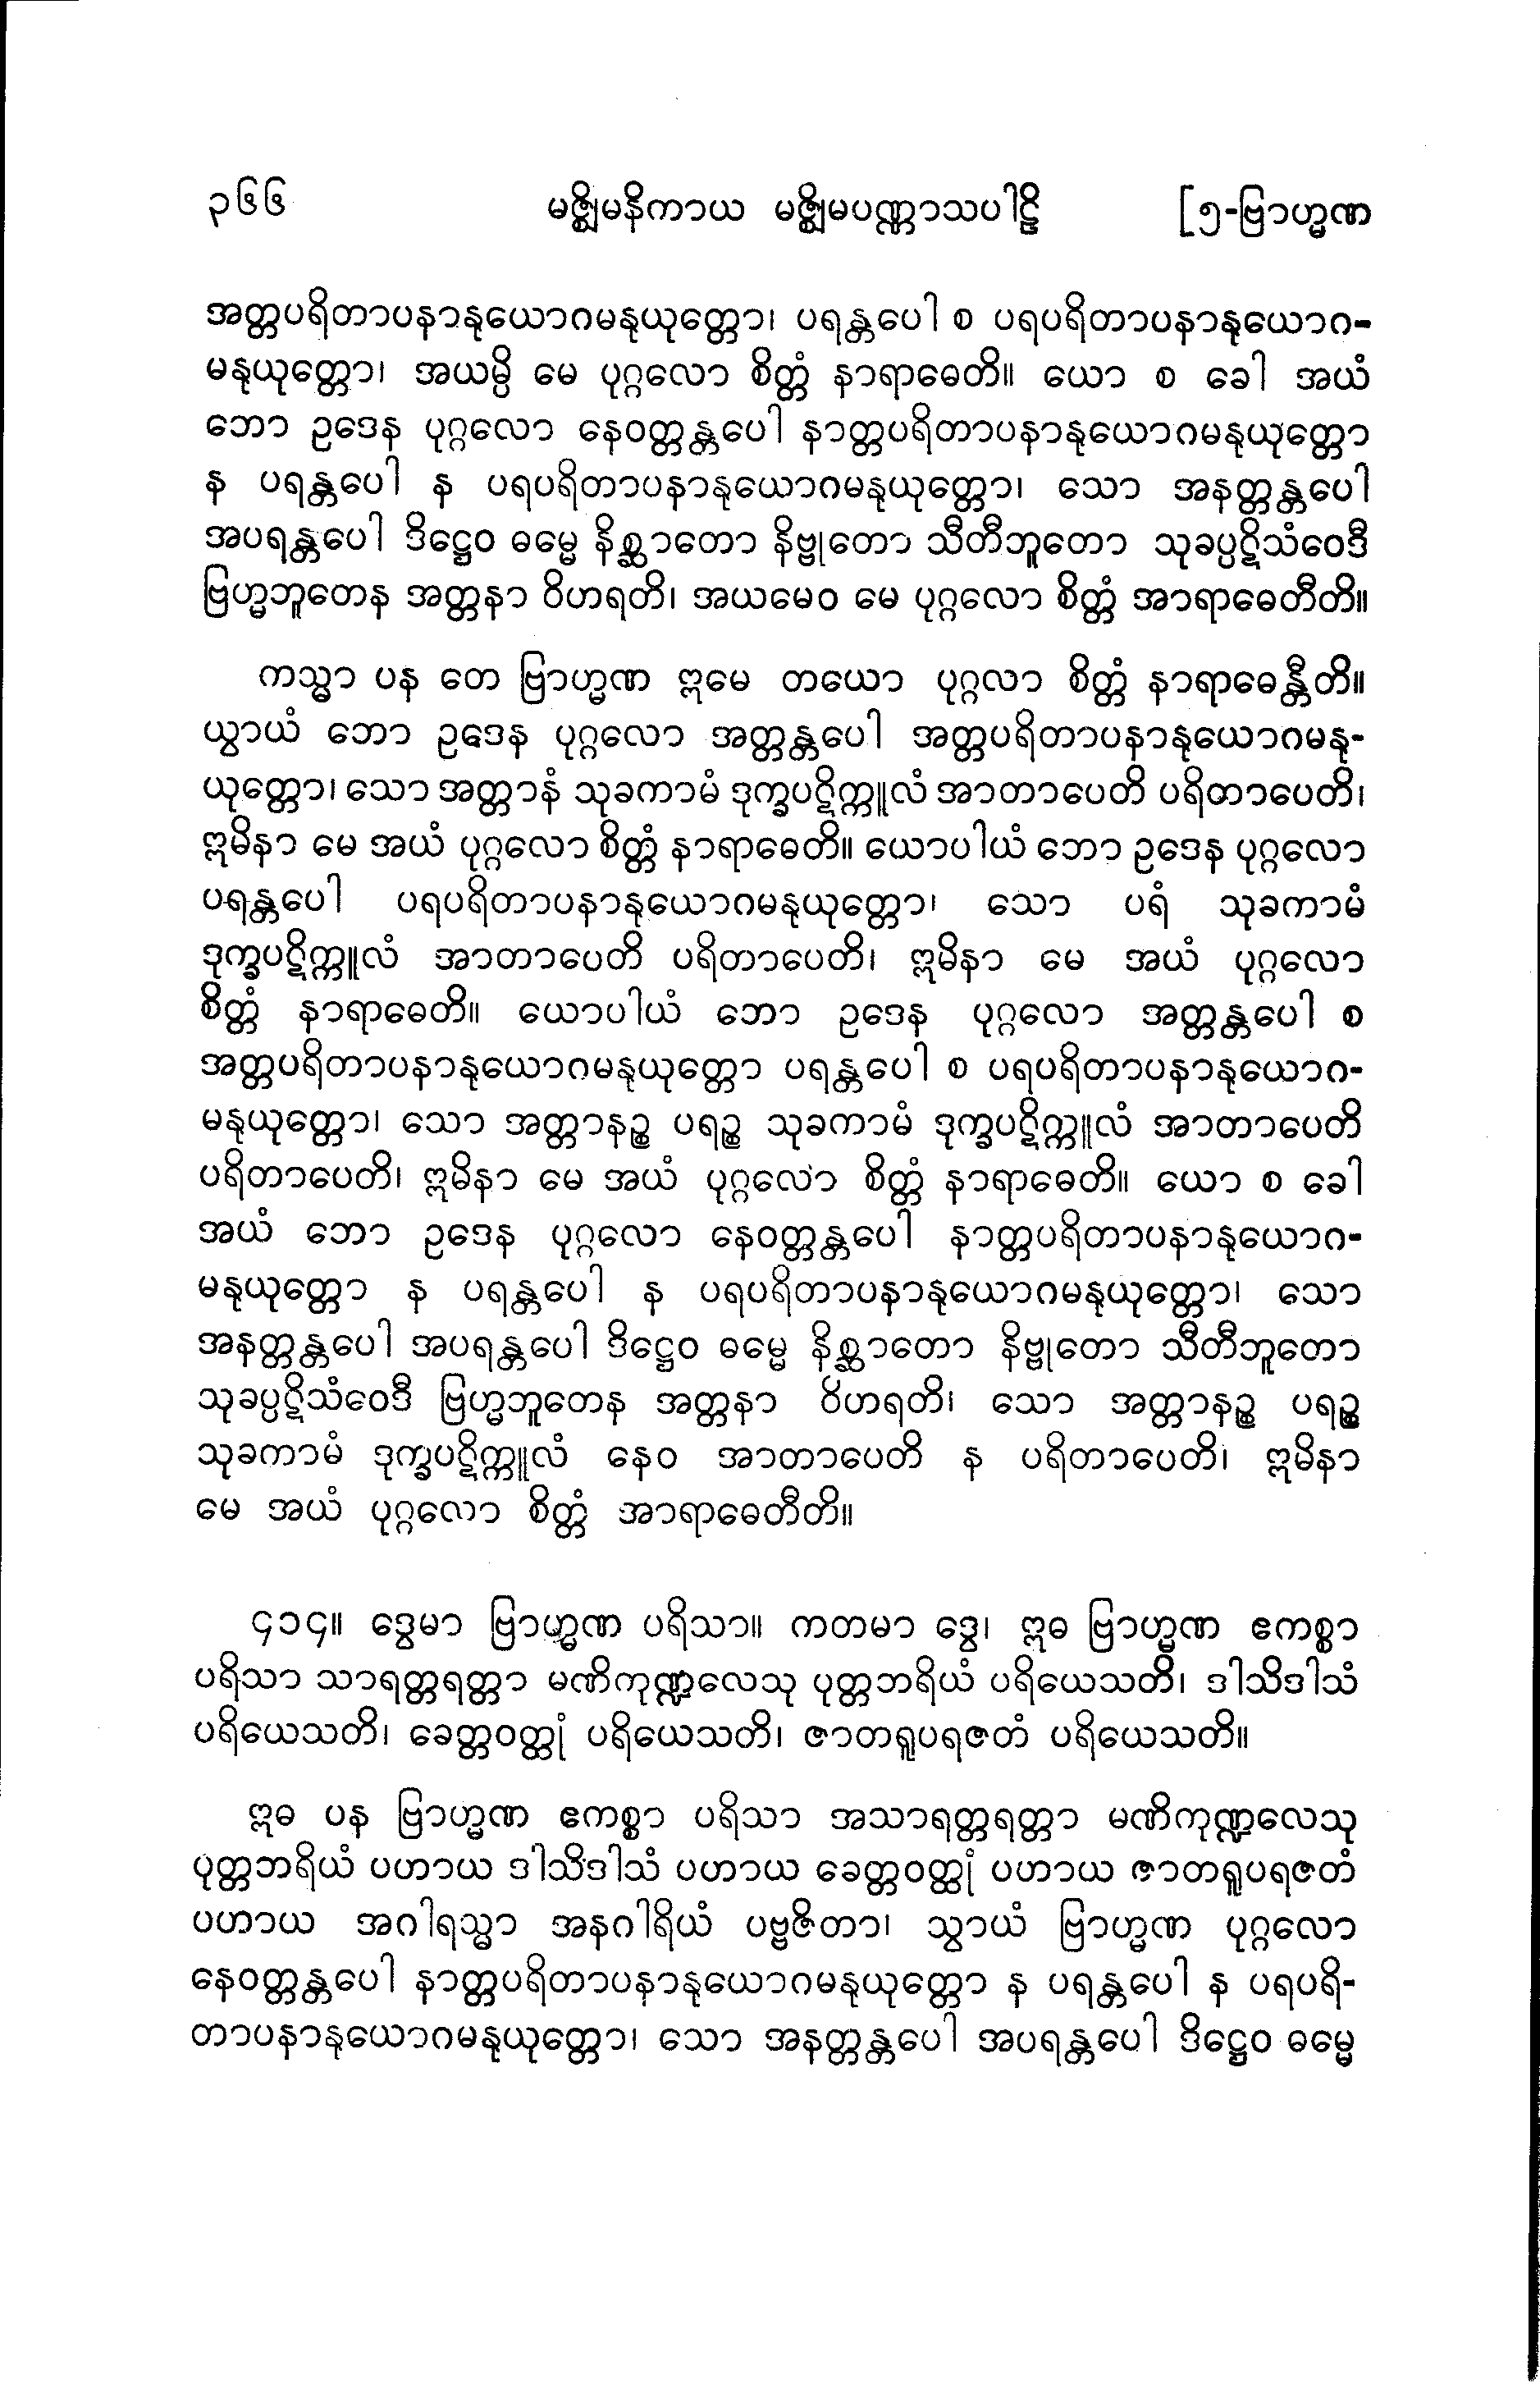 ၃၆၆ မဇ္ဈိမနိကာယ မဇ္ဈိမပဏ္ဏာသပါဠိ [၅-ဗြာဟ္မဏ
အတ္တပရိတာပနာနုယောဂမနုယုတ္တော၊ ပရန္တပေါ စ ပရပရိတာပနာနုယောဂ-
မနုယုတ္တော၊ အယမ္ပိ မေ ပုဂ္ဂလော စိတ္တံ နာရာဓေတိ။ ယော စ ခေါ အယံ
ဘော ဥဒေန ပုဂ္ဂလော နေဝတ္တန္တပေါ နာတ္တပရိတာပနာနုယောဂမနုယုတ္တော
န ပရန္တပေါ န ပရပရိတာပနာနုယောဂမနုယုတ္တော၊ သော အနတ္တန္တပေါ
အပရန္တပေါ ဒိဋ္ဌေဝ ဓမ္မေ နိစ္ဆာတော နိဗ္ဗုတော သီတီဘူတော သုခပ္ပဋိသံဝေဒီ
ဗြဟ္မဘူတေန အတ္တနာ ဝိဟရတိ၊ အယမေဝ မေ ပုဂ္ဂလော စိတ္တံ အာရာဓေတီတိ။
ကသ္မာ ပန တေ ဗြာဟ္မဏ ဣမေ တယော ပုဂ္ဂလာ စိတ္တံ နာရာဓေန္တီတိ။
ယွာယံ ဘော ဥဒေန ပုဂ္ဂလော အတ္တန္တပေါ အတ္တပရိတာပနာနုယောဂမနု-
ယုတ္တော၊ သော အတ္တာနံ သုခကာမံ ဒုက္ခပဋိက္ကူလံ အာတာပေတိ ပရိတာပေတိ၊
ဣမိနာ မေ အယံ ပုဂ္ဂလော စိတ္တံ နာရာဓေတိ။ ယောပါယံ ဘော ဥဒေန ပုဂ္ဂလော
ပရန္တပေါ ပရပရိတာပနာနုယောဂမနုယုတ္တော၊ သော ပရံ သုခကာမံ
ဒုက္ခပဋိက္ကူလံ အာတာပေတိ ပရိတာပေတိ၊ ဣမိနာ မေ အယံ ပုဂ္ဂလော
စိတ္တံ နာရာဓေတိ။ ယောပါယံ ဘော ဥဒေန ပုဂ္ဂလော အတ္တန္တပေါ စ
အတ္တပရိတာပနာနုယောဂမနုယုတ္တော ပရန္တပေါ စ ပရပရိတာပနာနုယောဂ-
မနုယုတ္တော၊ သော အတ္တာနဉ္စ ပရဉ္စ သုခကာမံ ဒုက္ခပဋိက္ကူလံ အာတာပေတိ
ပရိတာပေတိ၊ ဣမိနာ မေ အယံ ပုဂ္ဂလော စိတ္တံ နာရာဓေတိ။ ယော စ ခေါ
အယံ ဘော ဥဒေန ပုဂ္ဂလော နေဝတ္တန္တပေါ နာတ္တပရိတာပနာနုယောဂ-
မနုယုတ္တော န ပရန္တပေါ န ပရပရိတာပနာနုယောဂမနုယုတ္တော၊ သော
အနတ္တန္တပေါ အပရန္တပေါ ဒိဋ္ဌေဝ ဓမ္မေ နိစ္ဆာတော နိဗ္ဗုတော သီတီဘူတော
သုခပ္ပဋိသံဝေဒီ ဗြဟ္မဘူတေန အတ္တနာ ဝိဟရတိ၊ သော အတ္တာနဉ္စ ပရဉ္စ
သုခကာမံ ဒုက္ခပဋိက္ကူလံ နေဝ အာတာပေတိ န ပရိတာပေတိ၊ ဣမိနာ
မေ အယံ ပုဂ္ဂလော စိတ္တံ အာရာဓေတီတိ။
၄၁၄။ ဒွေမာ ဗြာဟ္မဏ ပရိသာ။ ကတမာ ဒွေ၊ ဣဓ ဗြာဟ္မဏ ဧကစ္စာ
ပရိသာ သာရတ္တရတ္တာ မဏိကုဏ္ဍလေသု ပုတ္တဘရိယံ ပရိယေသတိ၊ ဒါသိဒါသံ
ပရိယေသတိ၊ ခေတ္တဝတ္ထုံ ပရိယေသတိ၊ ဇာတရူပရဇတံ ပရိယေသတိ။
ဣဓ ပန ဗြာဟ္မဏ ဧကစ္စာ ပရိသာ အသာရတ္တရတ္တာ မဏိကုဏ္ဍလေသု
ပုတ္တဘရိယံ ပဟာယ ဒါသိဒါသံ ပဟာယ ခေတ္တဝတ္ထုံ ပဟာယ ဇာတရူပရဇတံ
ပဟာယ အဂါရသ္မာ အနဂါရိယံ ပဗ္ဗဇိတာ၊ သွာယံ ဗြာဟ္မဏ ပုဂ္ဂလော
နေဝတ္တန္တပေါ နာတ္တပရိတာပနာနုယောဂမနုယုတ္တော န ပရန္တပေါ န ပရပရိ-
တာပနာနုယောဂမနုယုတ္တော၊ သော အနတ္တန္တပေါ အပရန္တပေါ ဒိဋ္ဌေဝ ဓမ္မေ